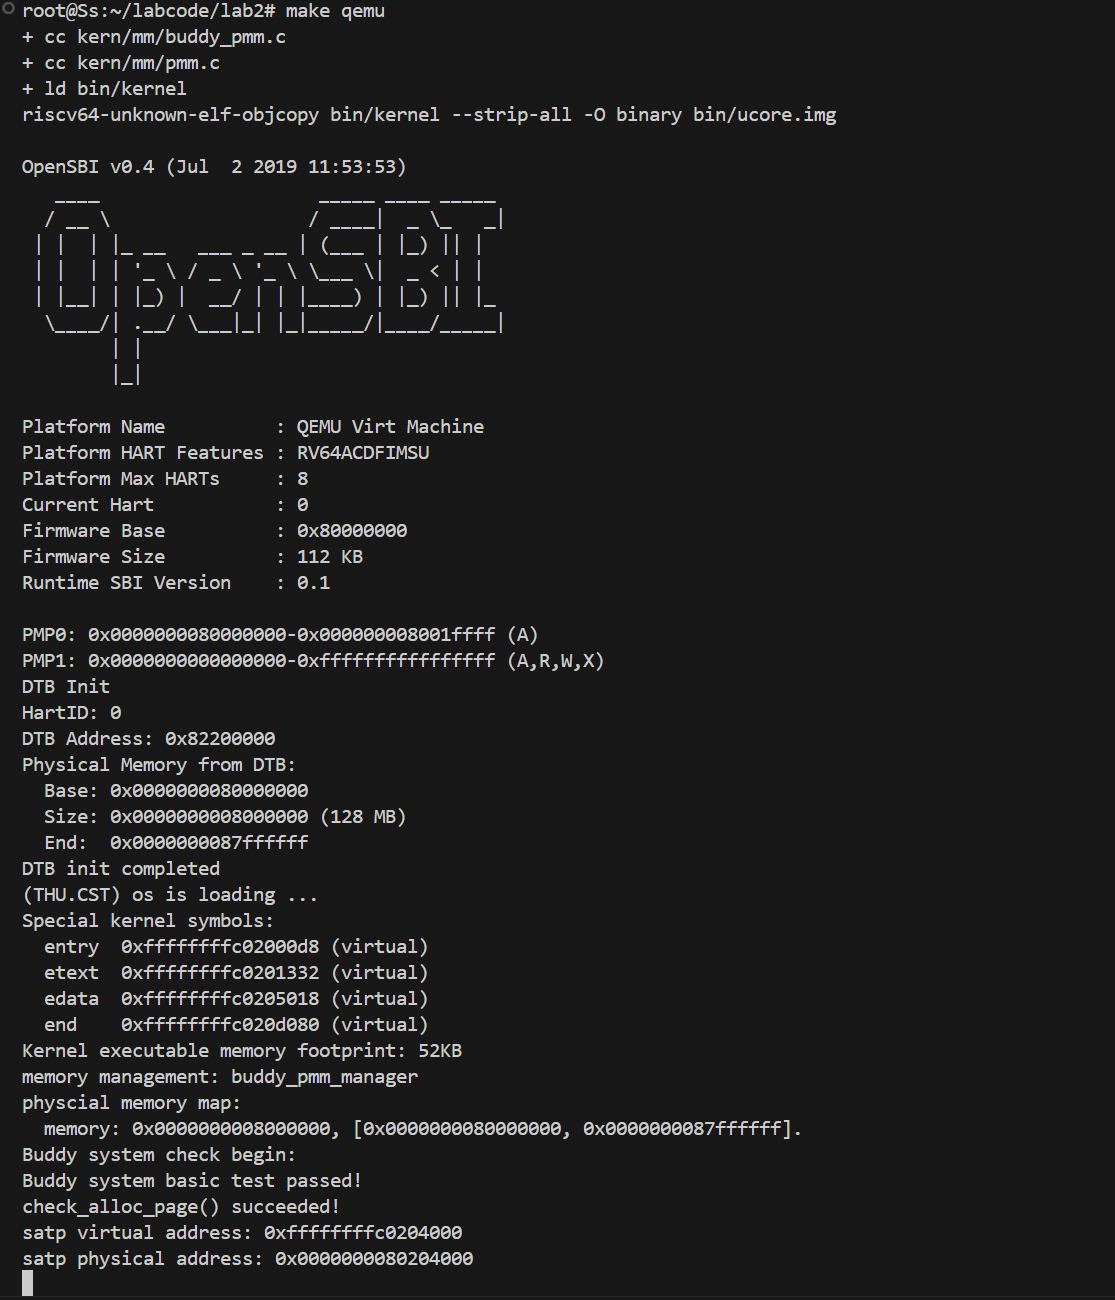 root@Ss:~/labcode/lab2# make qemu
+ cc kern/mm/buddy_pmm.c
+ cc kern/mm/pmm.c
+ ld bin/kernel
riscv64-unknown-elf-objcopy bin/kernel --strip-all -O binary bin/ucore.img

OpenSBI v0.4 (Jul  2 2019 11:53:53)
   ____                    _____ ____ _____
  / __ \                  / ____|  _ \_   _|
 | |  | |_ __   ___ _ __ | (___ | |_) || |
 | |  | | '_ \ / _ \ '_ \ \___ \|  _ < | |
 | |__| | |_) |  __/ | | |____) | |_) || |_
  \____/| .__/ \___|_| |_|_____/|____/_____|
        | |
        |_|

Platform Name          : QEMU Virt Machine
Platform HART Features : RV64ACDFIMSU
Platform Max HARTs     : 8
Current Hart           : 0
Firmware Base          : 0x80000000
Firmware Size          : 112 KB
Runtime SBI Version    : 0.1

PMP0: 0x0000000080000000-0x000000008001ffff (A)
PMP1: 0x0000000000000000-0xffffffffffffffff (A,R,W,X)
DTB Init
HartID: 0
DTB Address: 0x82200000
Physical Memory from DTB:
  Base: 0x0000000080000000
  Size: 0x0000000008000000 (128 MB)
  End:  0x0000000087ffffff
DTB init completed
(THU.CST) os is loading ...
Special kernel symbols:
  entry  0xffffffffc02000d8 (virtual)
  etext  0xffffffffc0201332 (virtual)
  edata  0xffffffffc0205018 (virtual)
  end    0xffffffffc020d080 (virtual)
Kernel executable memory footprint: 52KB
memory management: buddy_pmm_manager
physcial memory map:
  memory: 0x0000000008000000, [0x0000000080000000, 0x0000000087ffffff].
Buddy system check begin:
Buddy system basic test passed!
check_alloc_page() succeeded!
satp virtual address: 0xffffffffc0204000
satp physical address: 0x0000000080204000